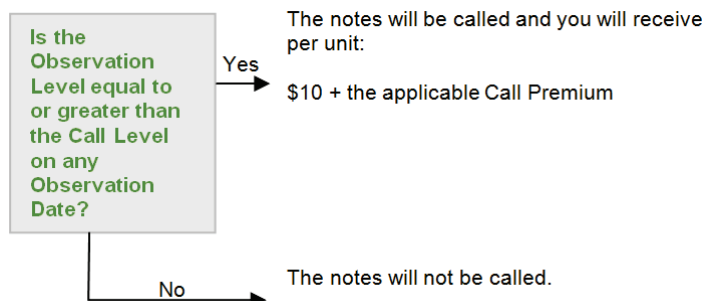 Is the
Observation
Level equal to
or greater than
the Call Level
on any
Observation
Date?
Yes
The notes will be called and you will receive
per unit:
$10 + the applicable Call Premium
No
The notes will not be called.